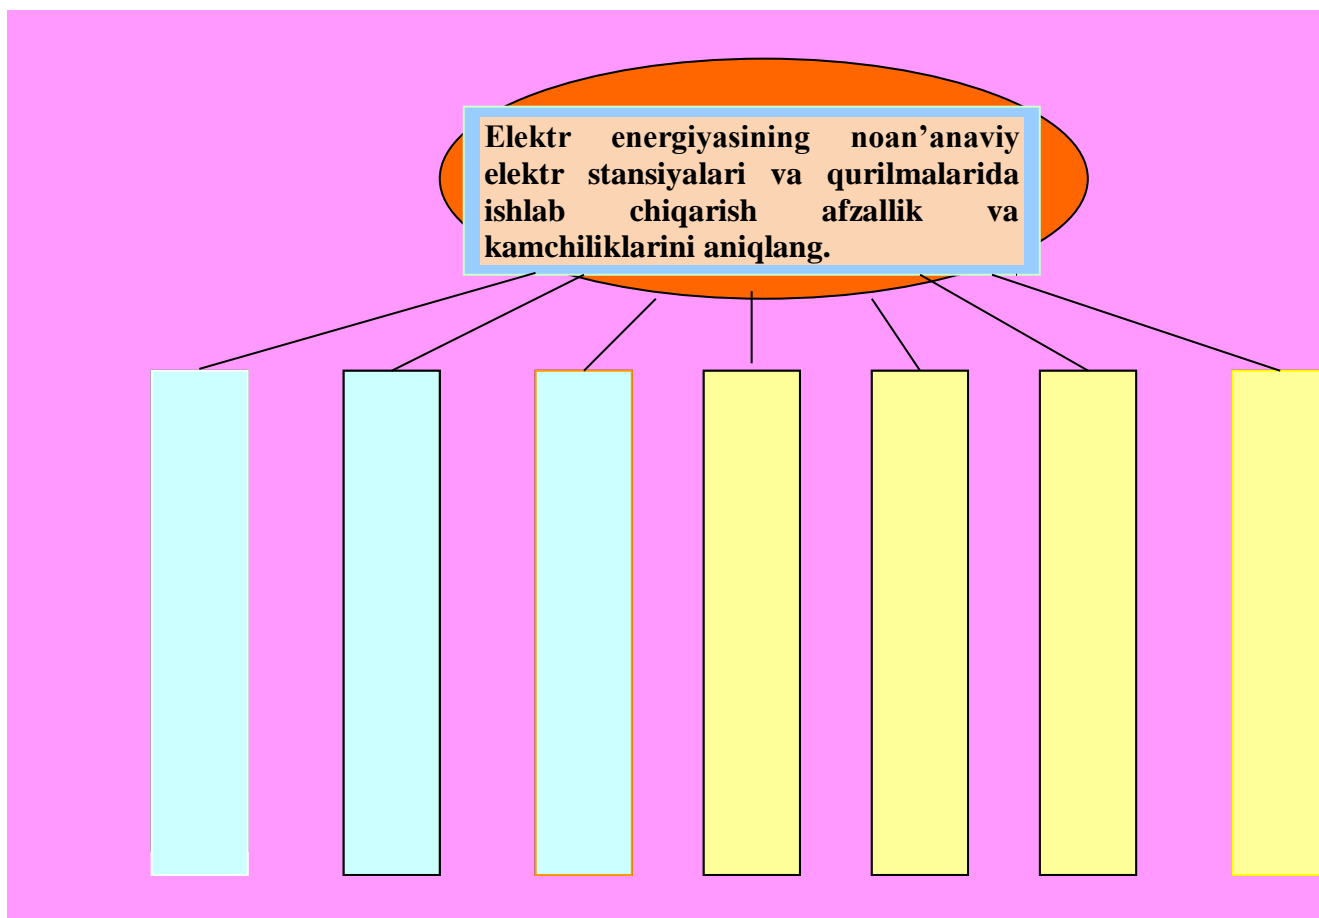 Elektr energiyasining noan’anaviy
elektr stansiyalari va qurilmalarida
ishlab chiqarish afzallik va
kamchiliklarini aniqlang.